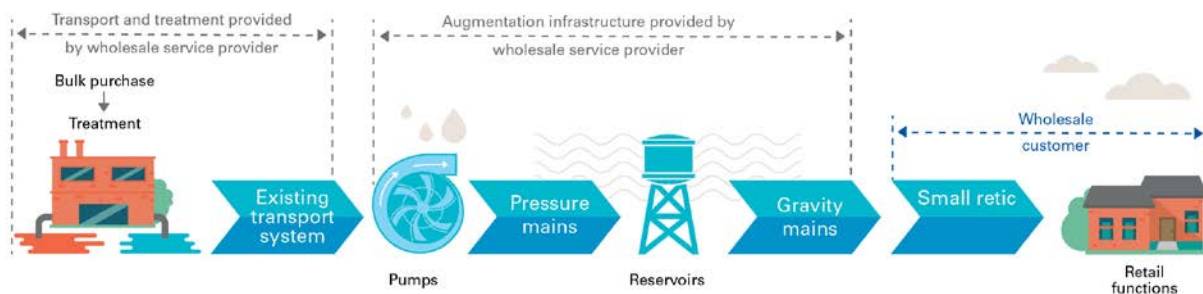 Transport and treatment provided
by wholesale service provider
Augmentation infrastructure provided by
wholesale service provider
Bulk purchase
Treatment
Wholesale
customer
Existing
transport
system
Pressure
mains
Gravity
mains
Small retic
Pumps
Reservoirs
Retail
functions